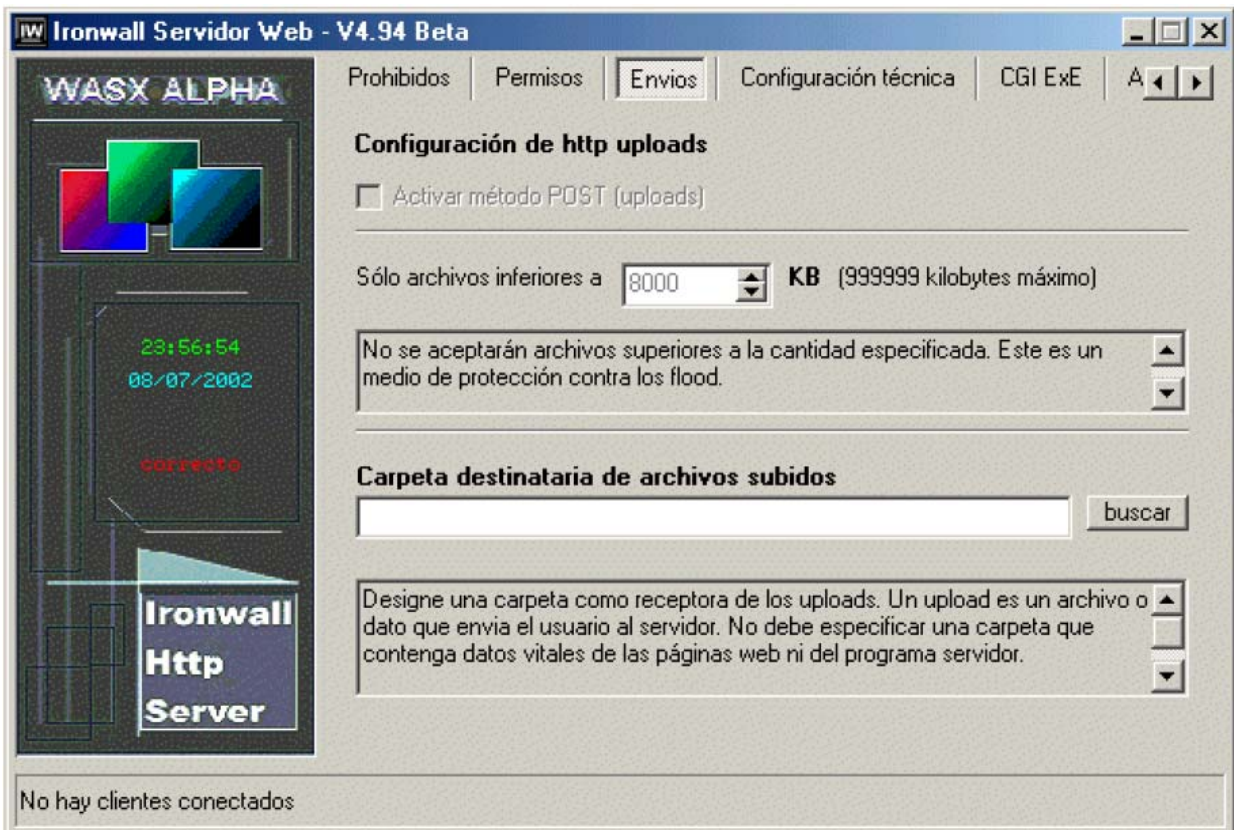 IW Ironwall Servidor Web - V4.94 Beta
WASX ALPHA
Prohibidos Permisos Envios Configuración técnica CGI ExE A
Configuración de http uploads
Activar método POST (uploads)
Sólo archivos inferiores a 8000 KB (999999 kilobytes máximo)
No se aceptarán archivos superiores a la cantidad especificada. Este es un
medio de protección contra los flood.
23:56:54
08/07/2002
correcto
Carpeta destinataria de archivos subidos
buscar
Designe una carpeta como receptora de los uploads. Un upload es un archivo o
dato que envia el usuario al servidor. No debe especificar una carpeta que
contenga datos vitales de las páginas web ni del programa servidor.
Ironwall
Http
Server
No hay clientes conectados